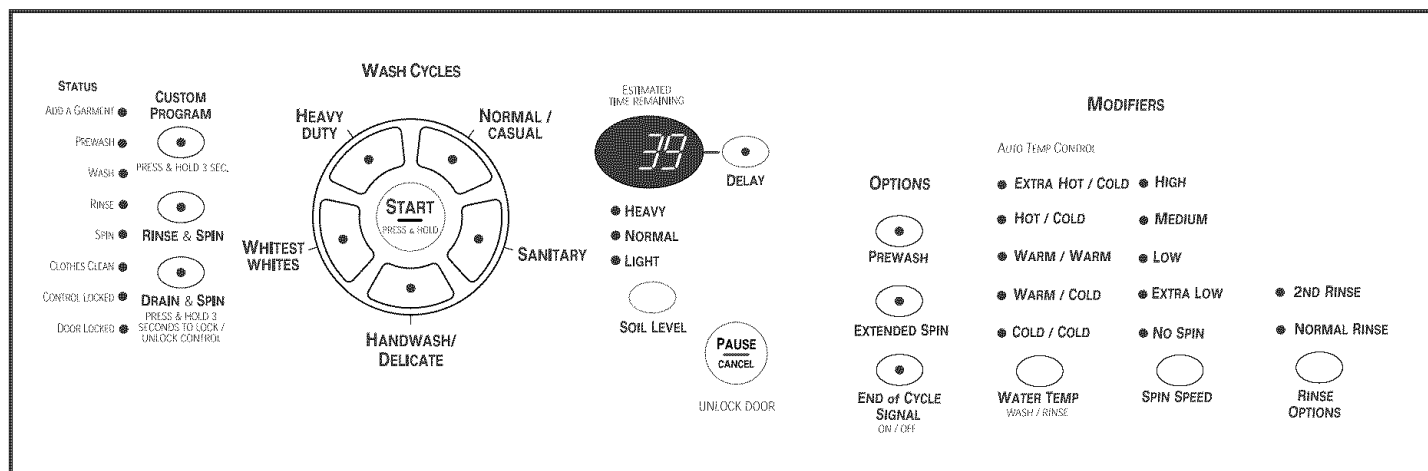 STATUS
ADD A GARMENT
PREWASH
WASH
RINSE
SPIN
CLOTHES CLEAN
CONTROL LOCKED
DOOR LOCKED
CUSTOM
PROGRAM
PRESS & HOLD 3 SEC.
RINSE & SPIN
DRAIN & SPIN
PRESS & HOLD 3
SECONDS TO LOCK /
UNLOCK CONTROL
WASH CYCLES
HEAVY
DUTY
NORMAL /
CASUAL
START
PRESS & HOLD
WHITEST
WHITES
SANITARY
HANDWASH/
DELICATE
ESTIMATED
TIME REMAINING
39
DELAY
HEAVY
NORMAL
LIGHT
SOIL LEVEL
PAUSE
CANCEL
UNLOCK DOOR
OPTIONS
PREWASH
EXTENDED SPIN
END of CYCLE
SIGNAL
ON / OFF
MODIFIERS
AUTO TEMP CONTROL
EXTRA HOT / COLD
HOT / COLD
WARM / WARM
WARM / COLD
COLD / COLD
WATER TEMP
WASH / RINSE
HIGH
MEDIUM
LOW
EXTRA LOW
NO SPIN
SPIN SPEED
2ND RINSE
NORMAL RINSE
RINSE
OPTIONS